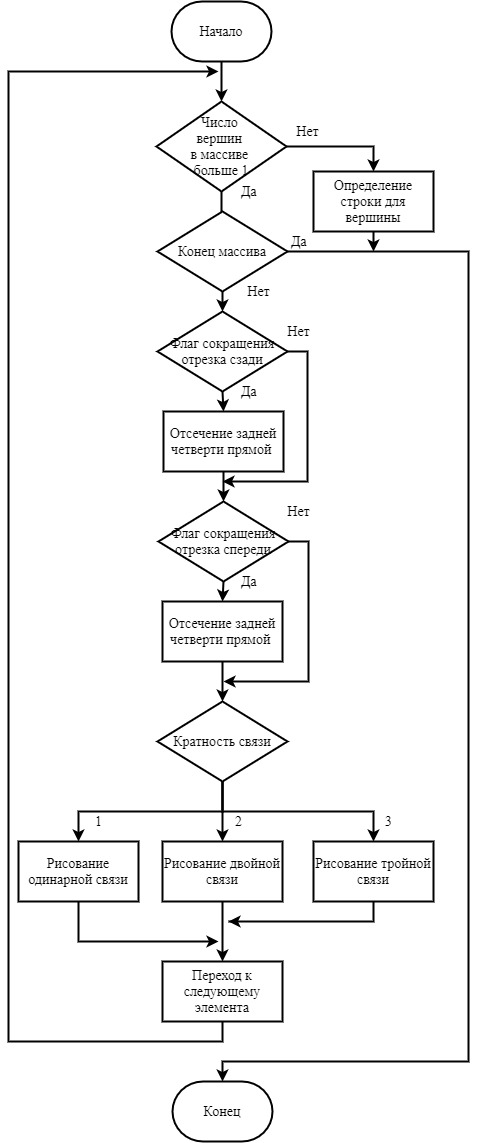 Начало
Число
вершин
в массиве
больше 1
Нет
Да
Определение
строки для
вершины
Конец массива
Да
Нет
Флаг сокращения
отрезка сзади
Нет
Да
Отсечение задней
четверти прямой
Флаг сокращения
отрезка спереди
Нет
Да
Отсечение задней
четверти прямой
Кратность связи
1
2
3
Рисование
одинарной связи
Рисование двойной
связи
Рисование тройной
связи
Переход к
следующему
элемента
Конец